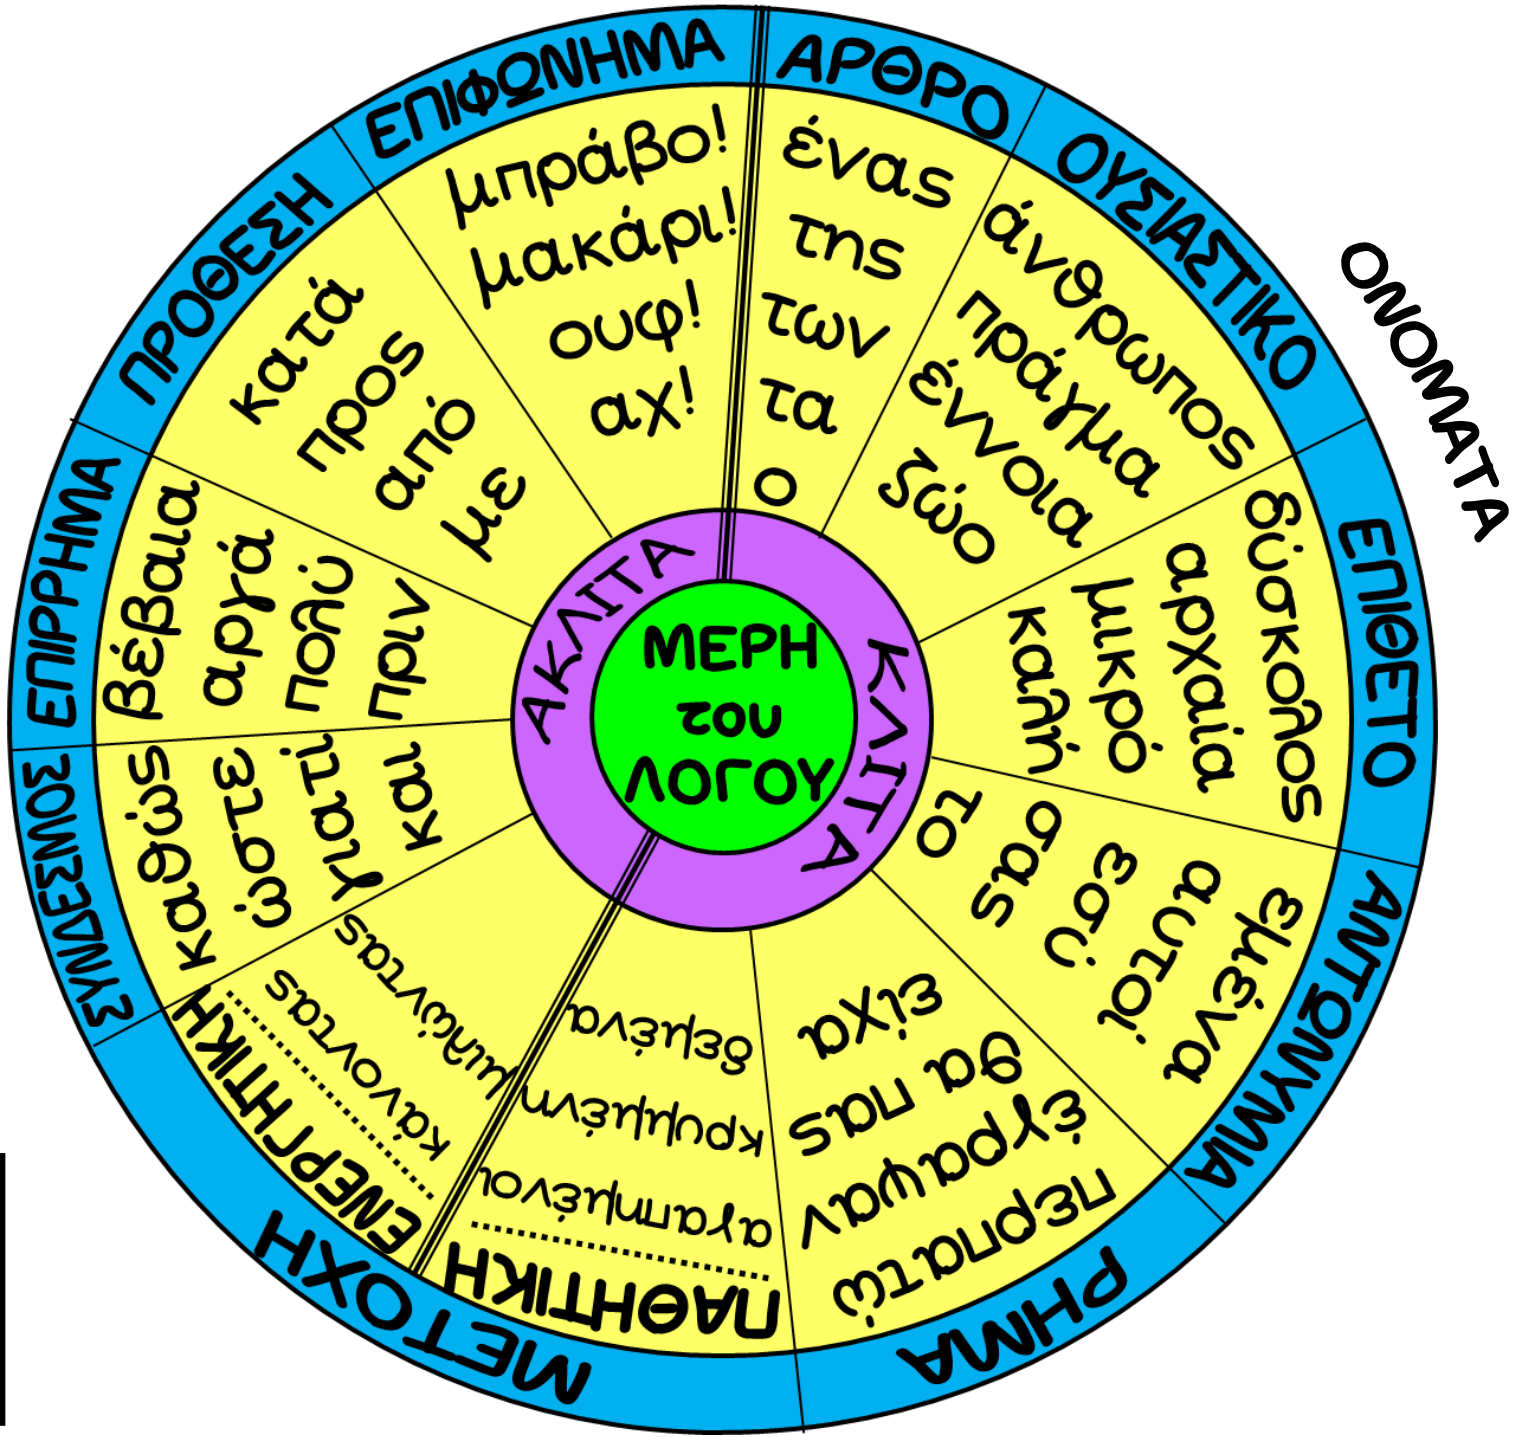 ΜΕΡΗ
του
ΛΟΓΟΥ
ΚΛΙΤΑ
ΑΚΛΙΤΑ
ΑΡΘΡΟ
ένας
της
των
τα
ο
ΟΝΟΜΑΤΑ
ΟΥΣΙΑΣΤΙΚΟ
άνθρωπος
πράγμα
έννοια
ζώο
ΕΠΙΘΕΤΟ
δύσκολος
αρχαία
μικρό
καλή
ΑΝΤΩΝΥΜΙΑ
εμένα
αυτοί
εσύ
σας
το
ΡΗΜΑ
είχα
θα πας
έγραψαν
περπατώ
ΜΕΤΟΧΗ
δεμένα
κρυμμένη
αγαπημένοι
ΠΑΘΗΤΙΚΗ
μιλώντας
κάνοντας
ΕΝΕΡΓΗΤΙΚΗ
ΣΥΝΔΕΣΜΟΣ
καθώς
ώστε
γιατί
και
ΕΠΙΡΡΗΜΑ
βέβαια
αργά
πολύ
πριν
ΠΡΟΘΕΣΗ
κατά
προς
από
με
ΕΠΙΦΩΝΗΜΑ
μπράβο!
μακάρι!
ουφ!
αχ!